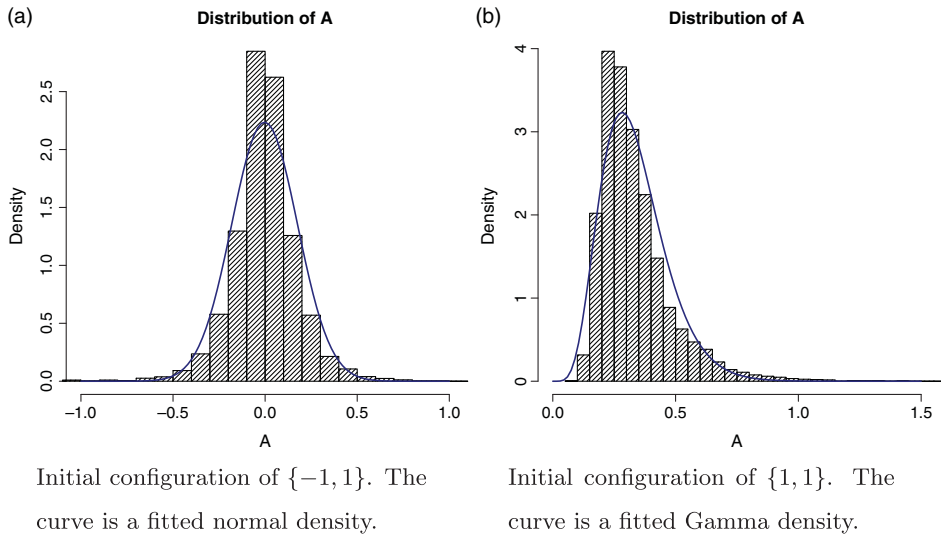 (a)
Distribution of A
Density
2.5
2.0
1.5
1.0
0.5
0.0
−1.0 −0.5 0.0 0.5 1.0
A
Initial configuration of {−1, 1}. The
curve is a fitted normal density.
(b)
Distribution of A
Density
4
3
2
1
0
0.0 0.5 1.0 1.5
A
Initial configuration of {1, 1}. The
curve is a fitted Gamma density.